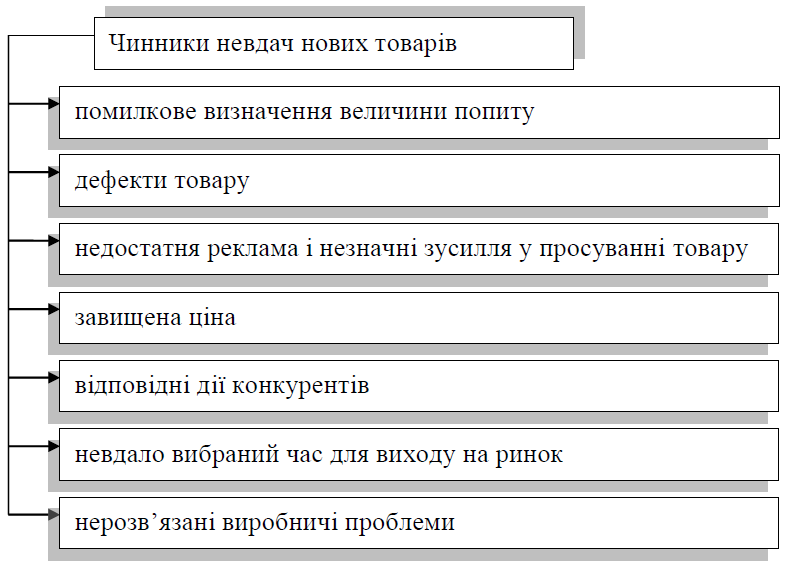 Чинники невдач нових товарів
помилкове визначення величини попиту
дефекти товару
недостатня реклама і незначні зусилля у просуванні товару
завищена ціна
відповідні дії конкурентів
невдало вибраний час для виходу на ринок
нерозв’язані виробничі проблеми